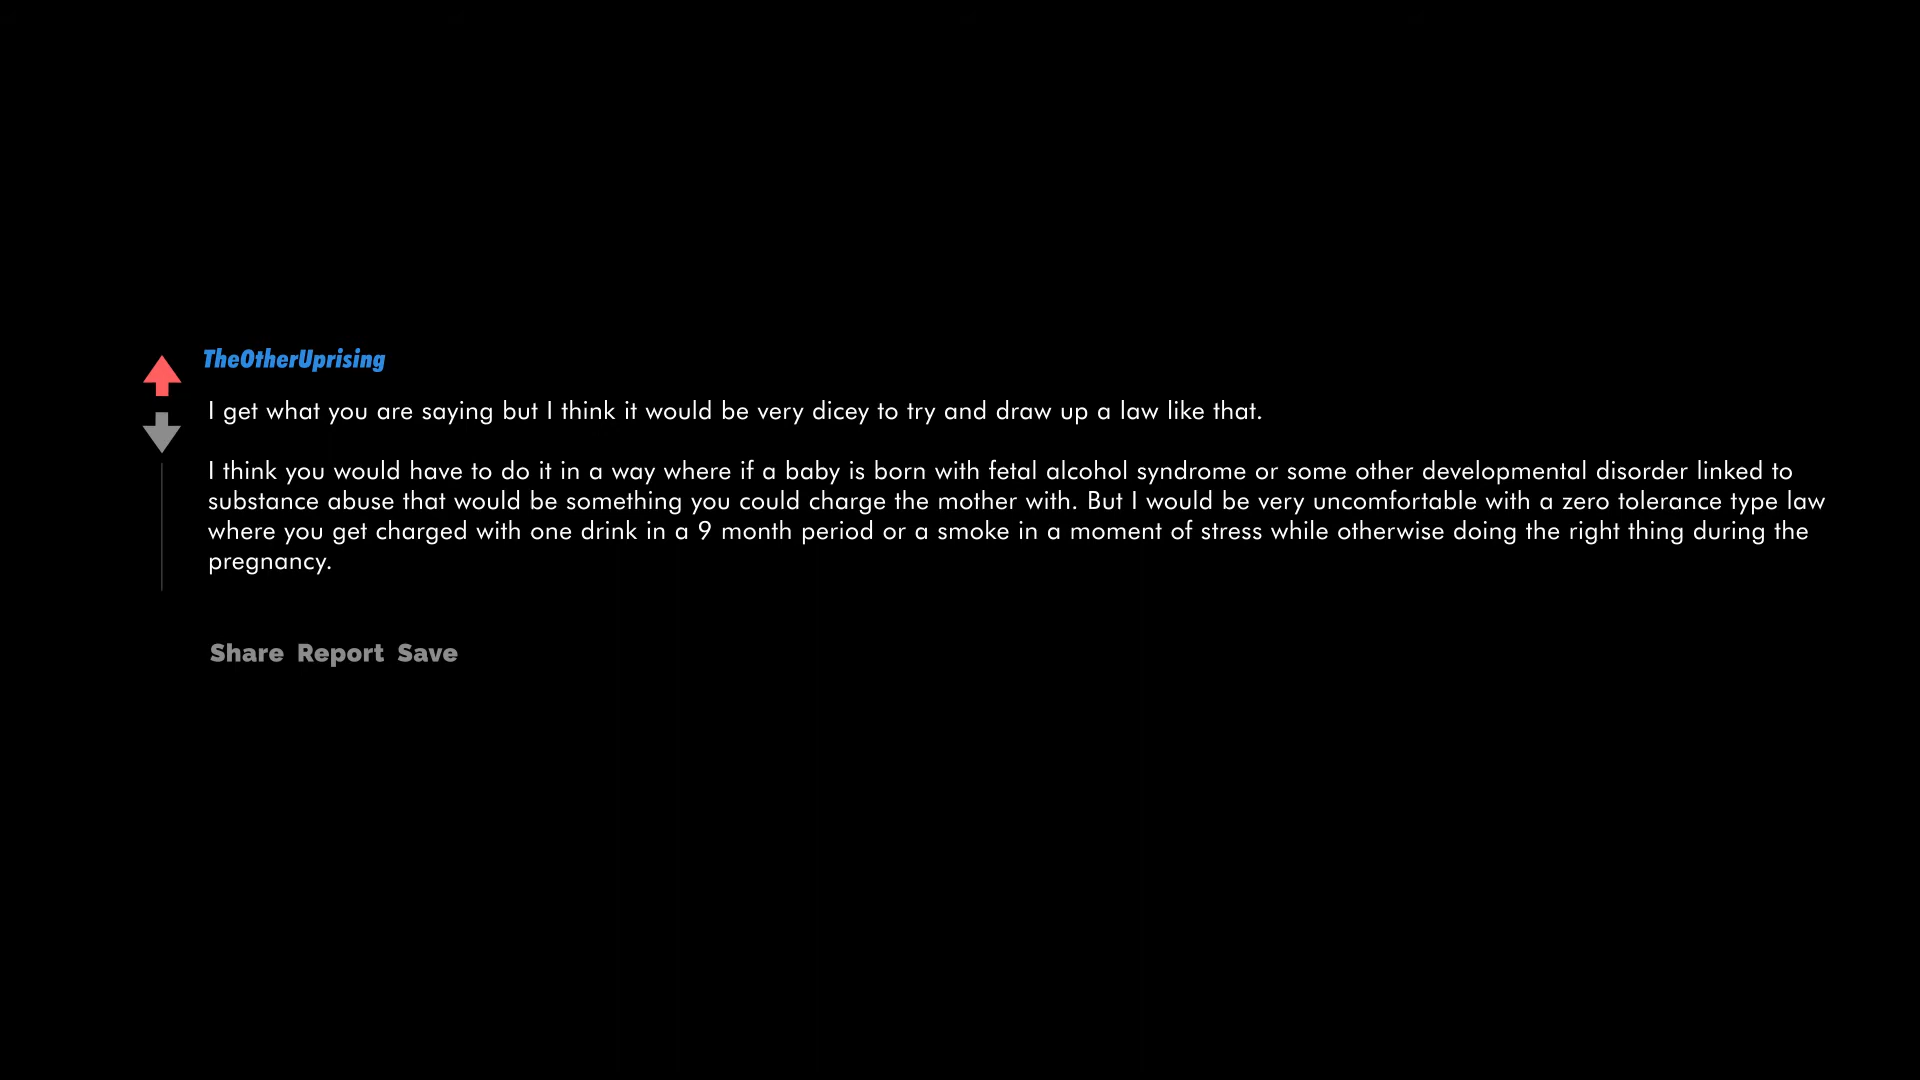 TheOtherUprising
I get what you are saying but I think it would be very dicey to try and draw up a law like that.
I think you would have to do it in a way where if a baby is born with fetal alcohol syndrome or some other developmental disorder linked to
substance abuse that would be something you could charge the mother with. But I would be very uncomfortable with a zero tolerance type law
where you get charged with one drink in a 9 month period or a smoke in a moment of stress while otherwise doing the right thing during the
pregnancy.
Share Report Save